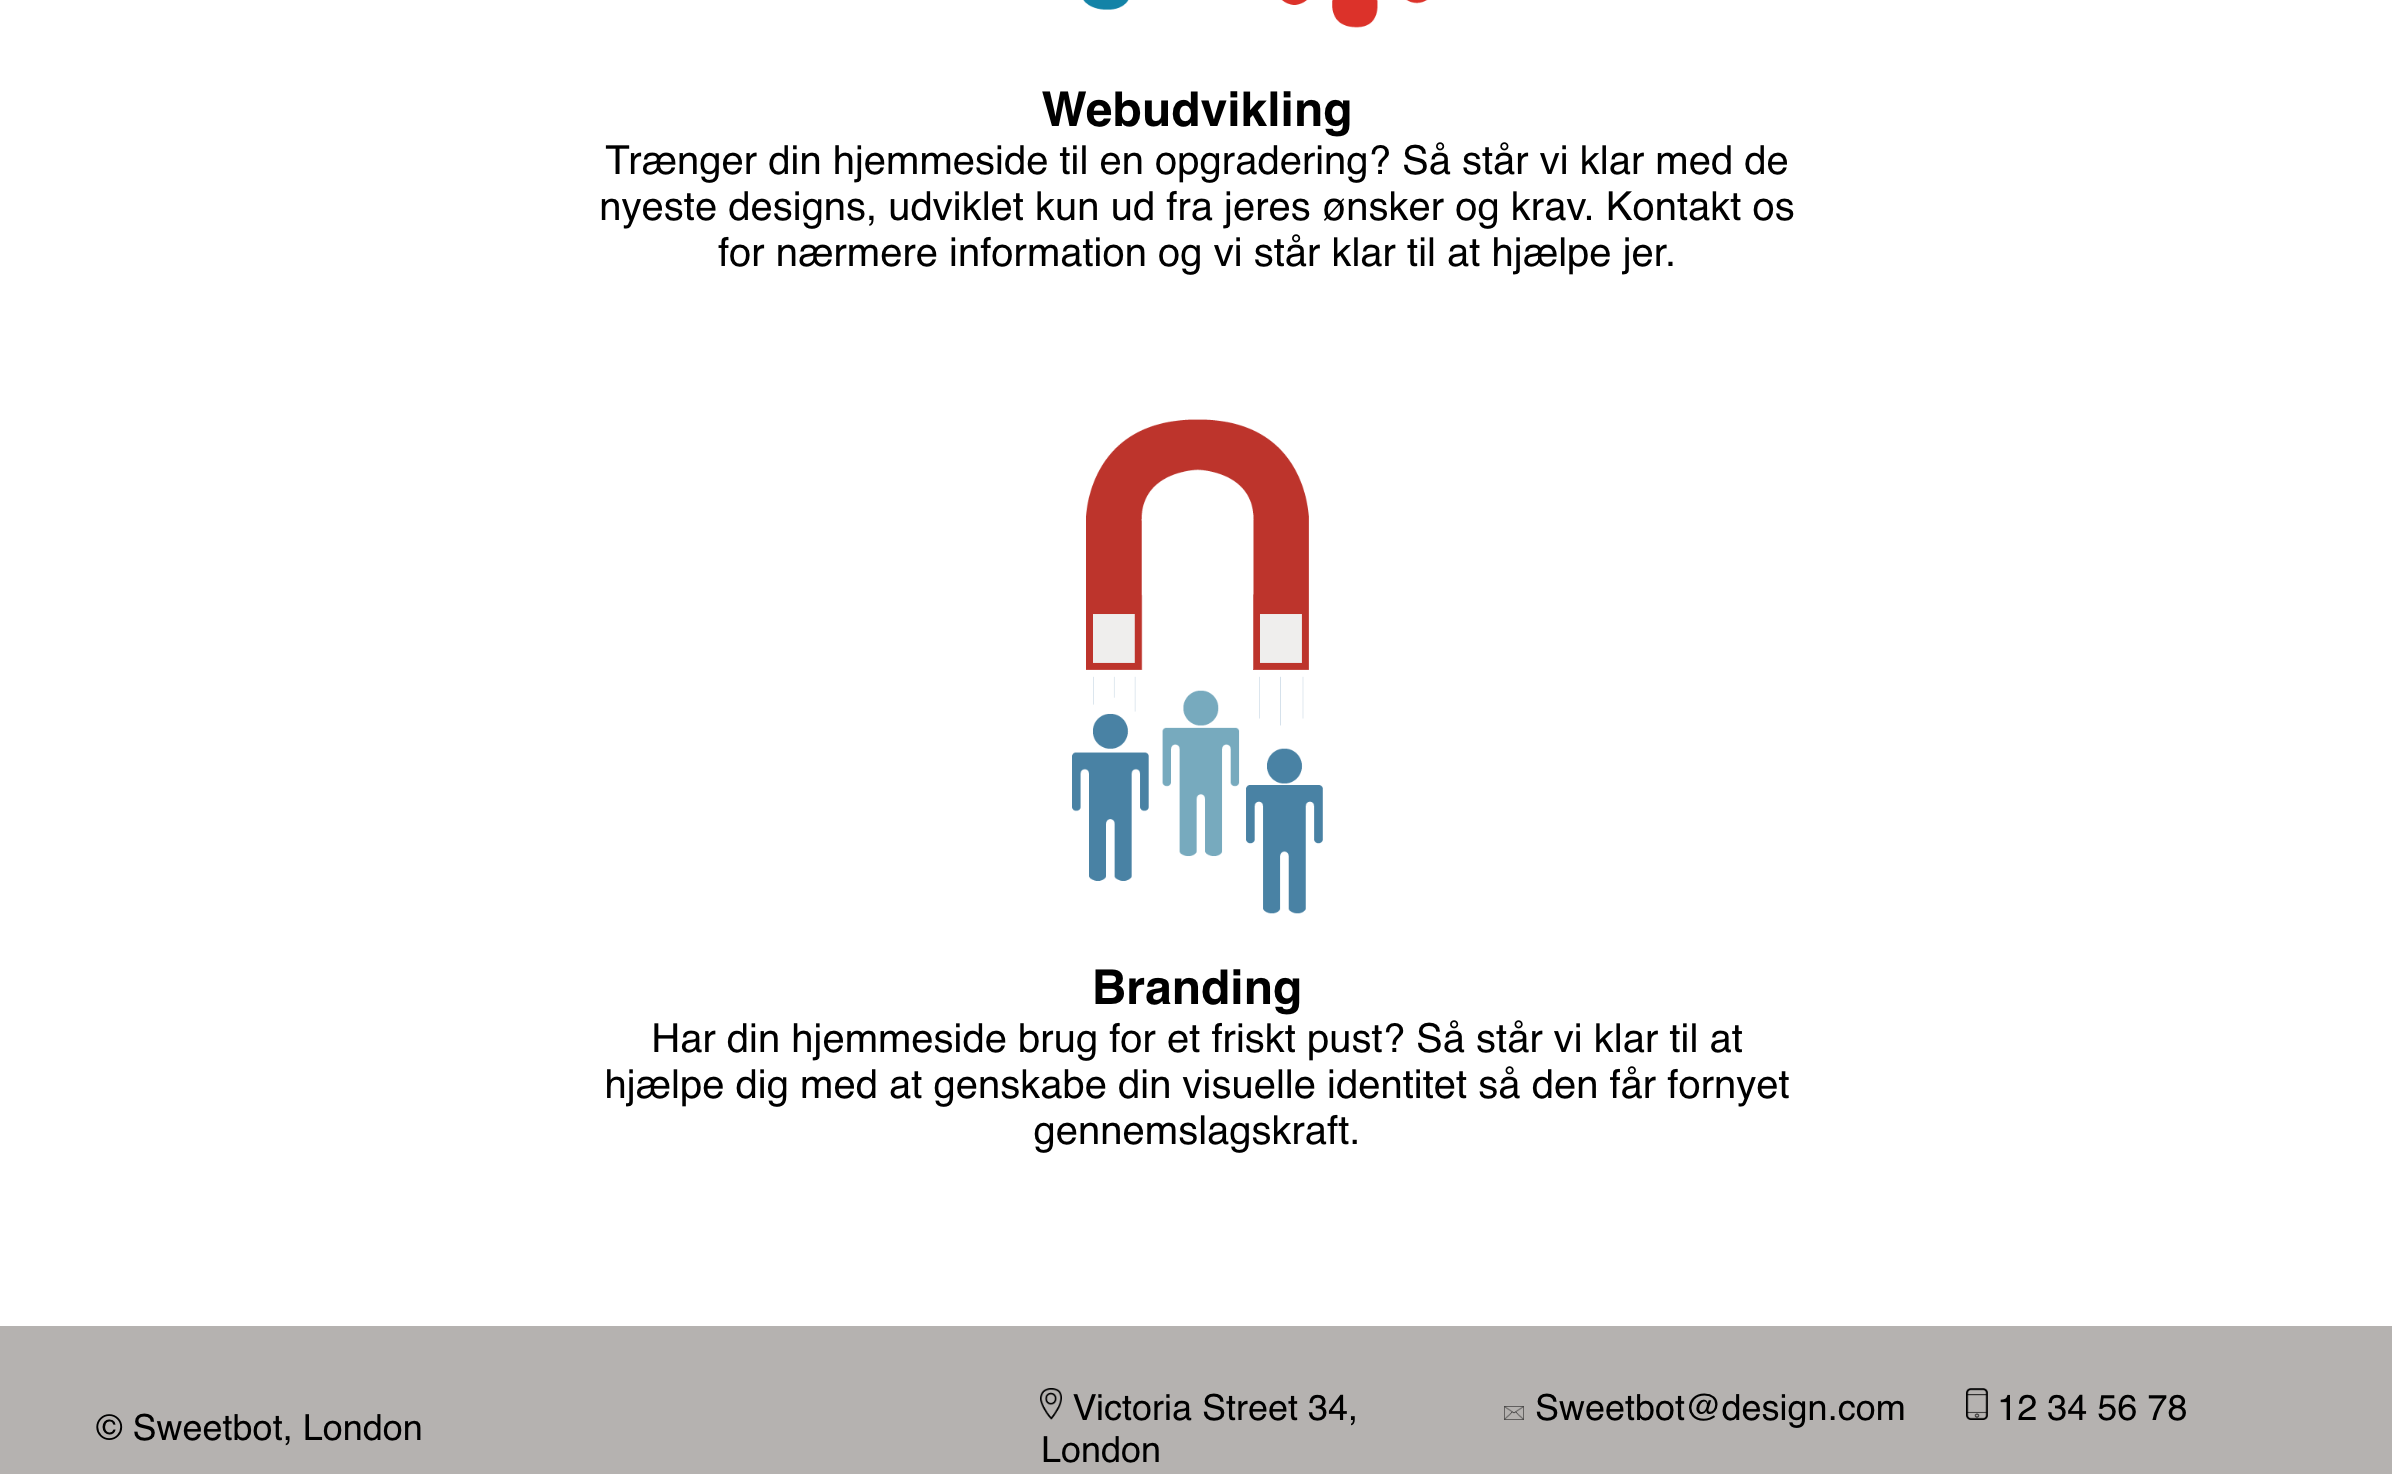 Webudvikling
Trænger din hjemmeside til en opgradering? Så står vi klar med de
nyeste designs, udviklet kun ud fra jeres ønsker og krav. Kontakt os
for nærmere information og vi står klar til at hjælpe jer.
Branding
Har din hjemmeside brug for et friskt pust? Så står vi klar til at
hjælpe dig med at genskabe din visuelle identitet så den får fornyet
gennemslagskraft.
© Sweetbot, London
Victoria Street 34,
London
Sweetbot@design.com
12 34 56 78